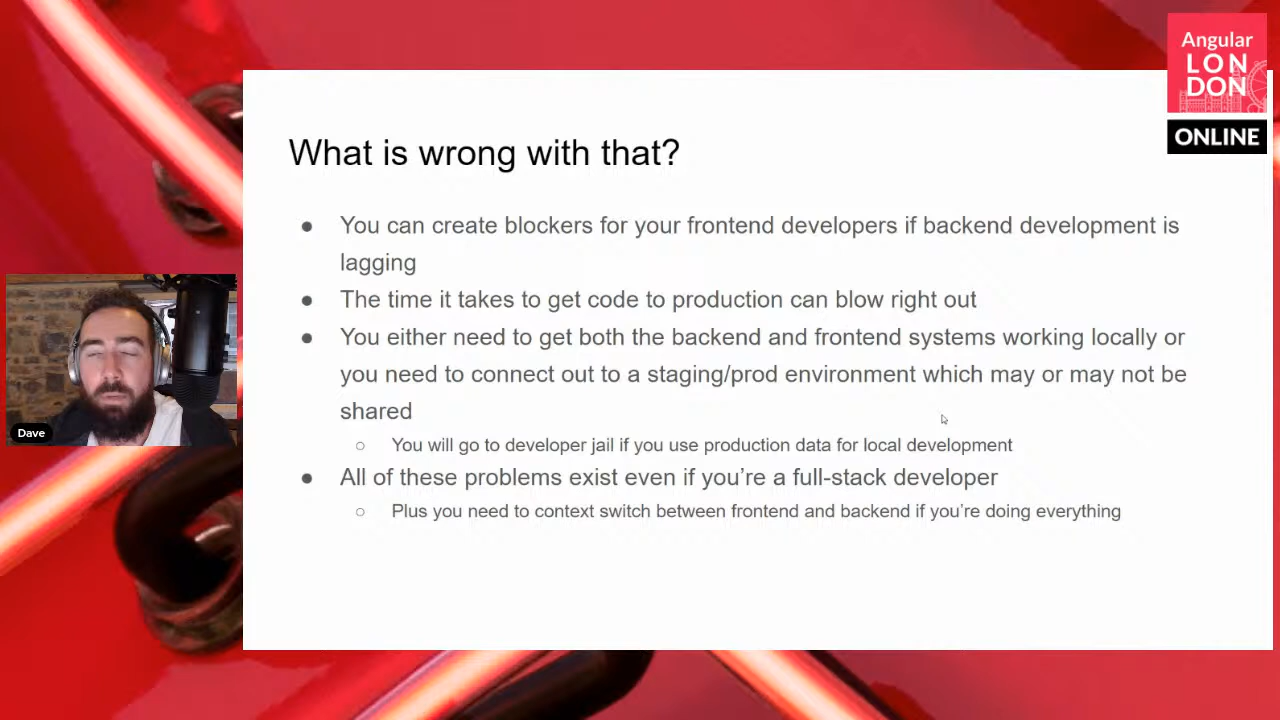 Angular
LON
DON
ONLINE
What is wrong with that?
● You can create blockers for your frontend developers if backend development is
lagging
● The time it takes to get code to production can blow right out
● You either need to get both the backend and frontend systems working locally or
you need to connect out to a staging/prod environment which may or may not be
shared
○ You will go to developer jail if you use production data for local development
● All of these problems exist even if you’re a full-stack developer
○ Plus you need to context switch between frontend and backend if you’re doing everything
Dave